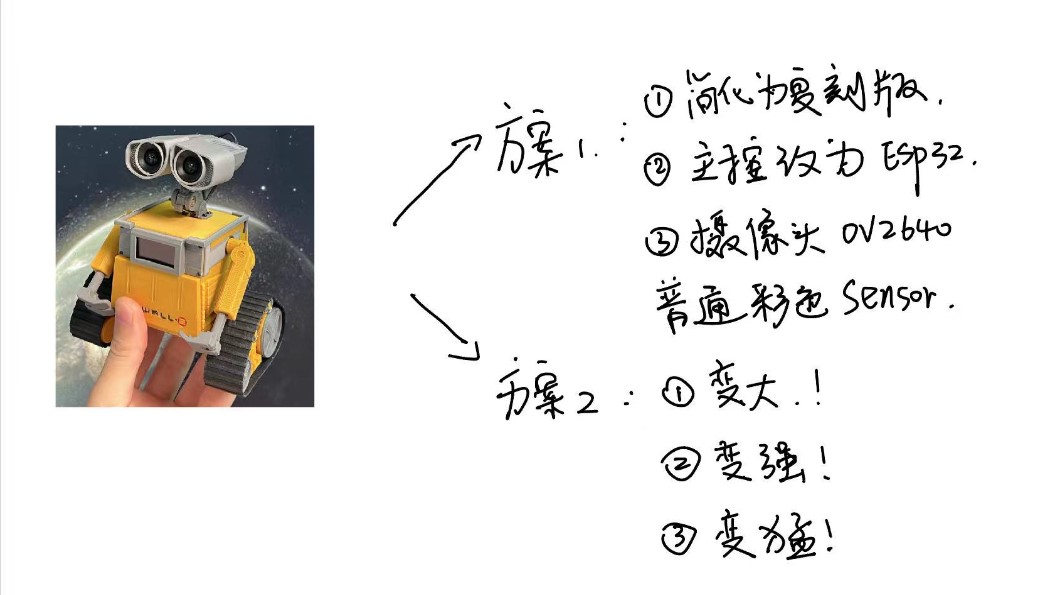 方案1.:
① 简化为复刻版.
② 主控改为 ESp32.
③ 摄像头 OV2640
普通彩色 Sensor.
方案2:
① 变大.!
② 变强!
③ 变猛!
WALL·E